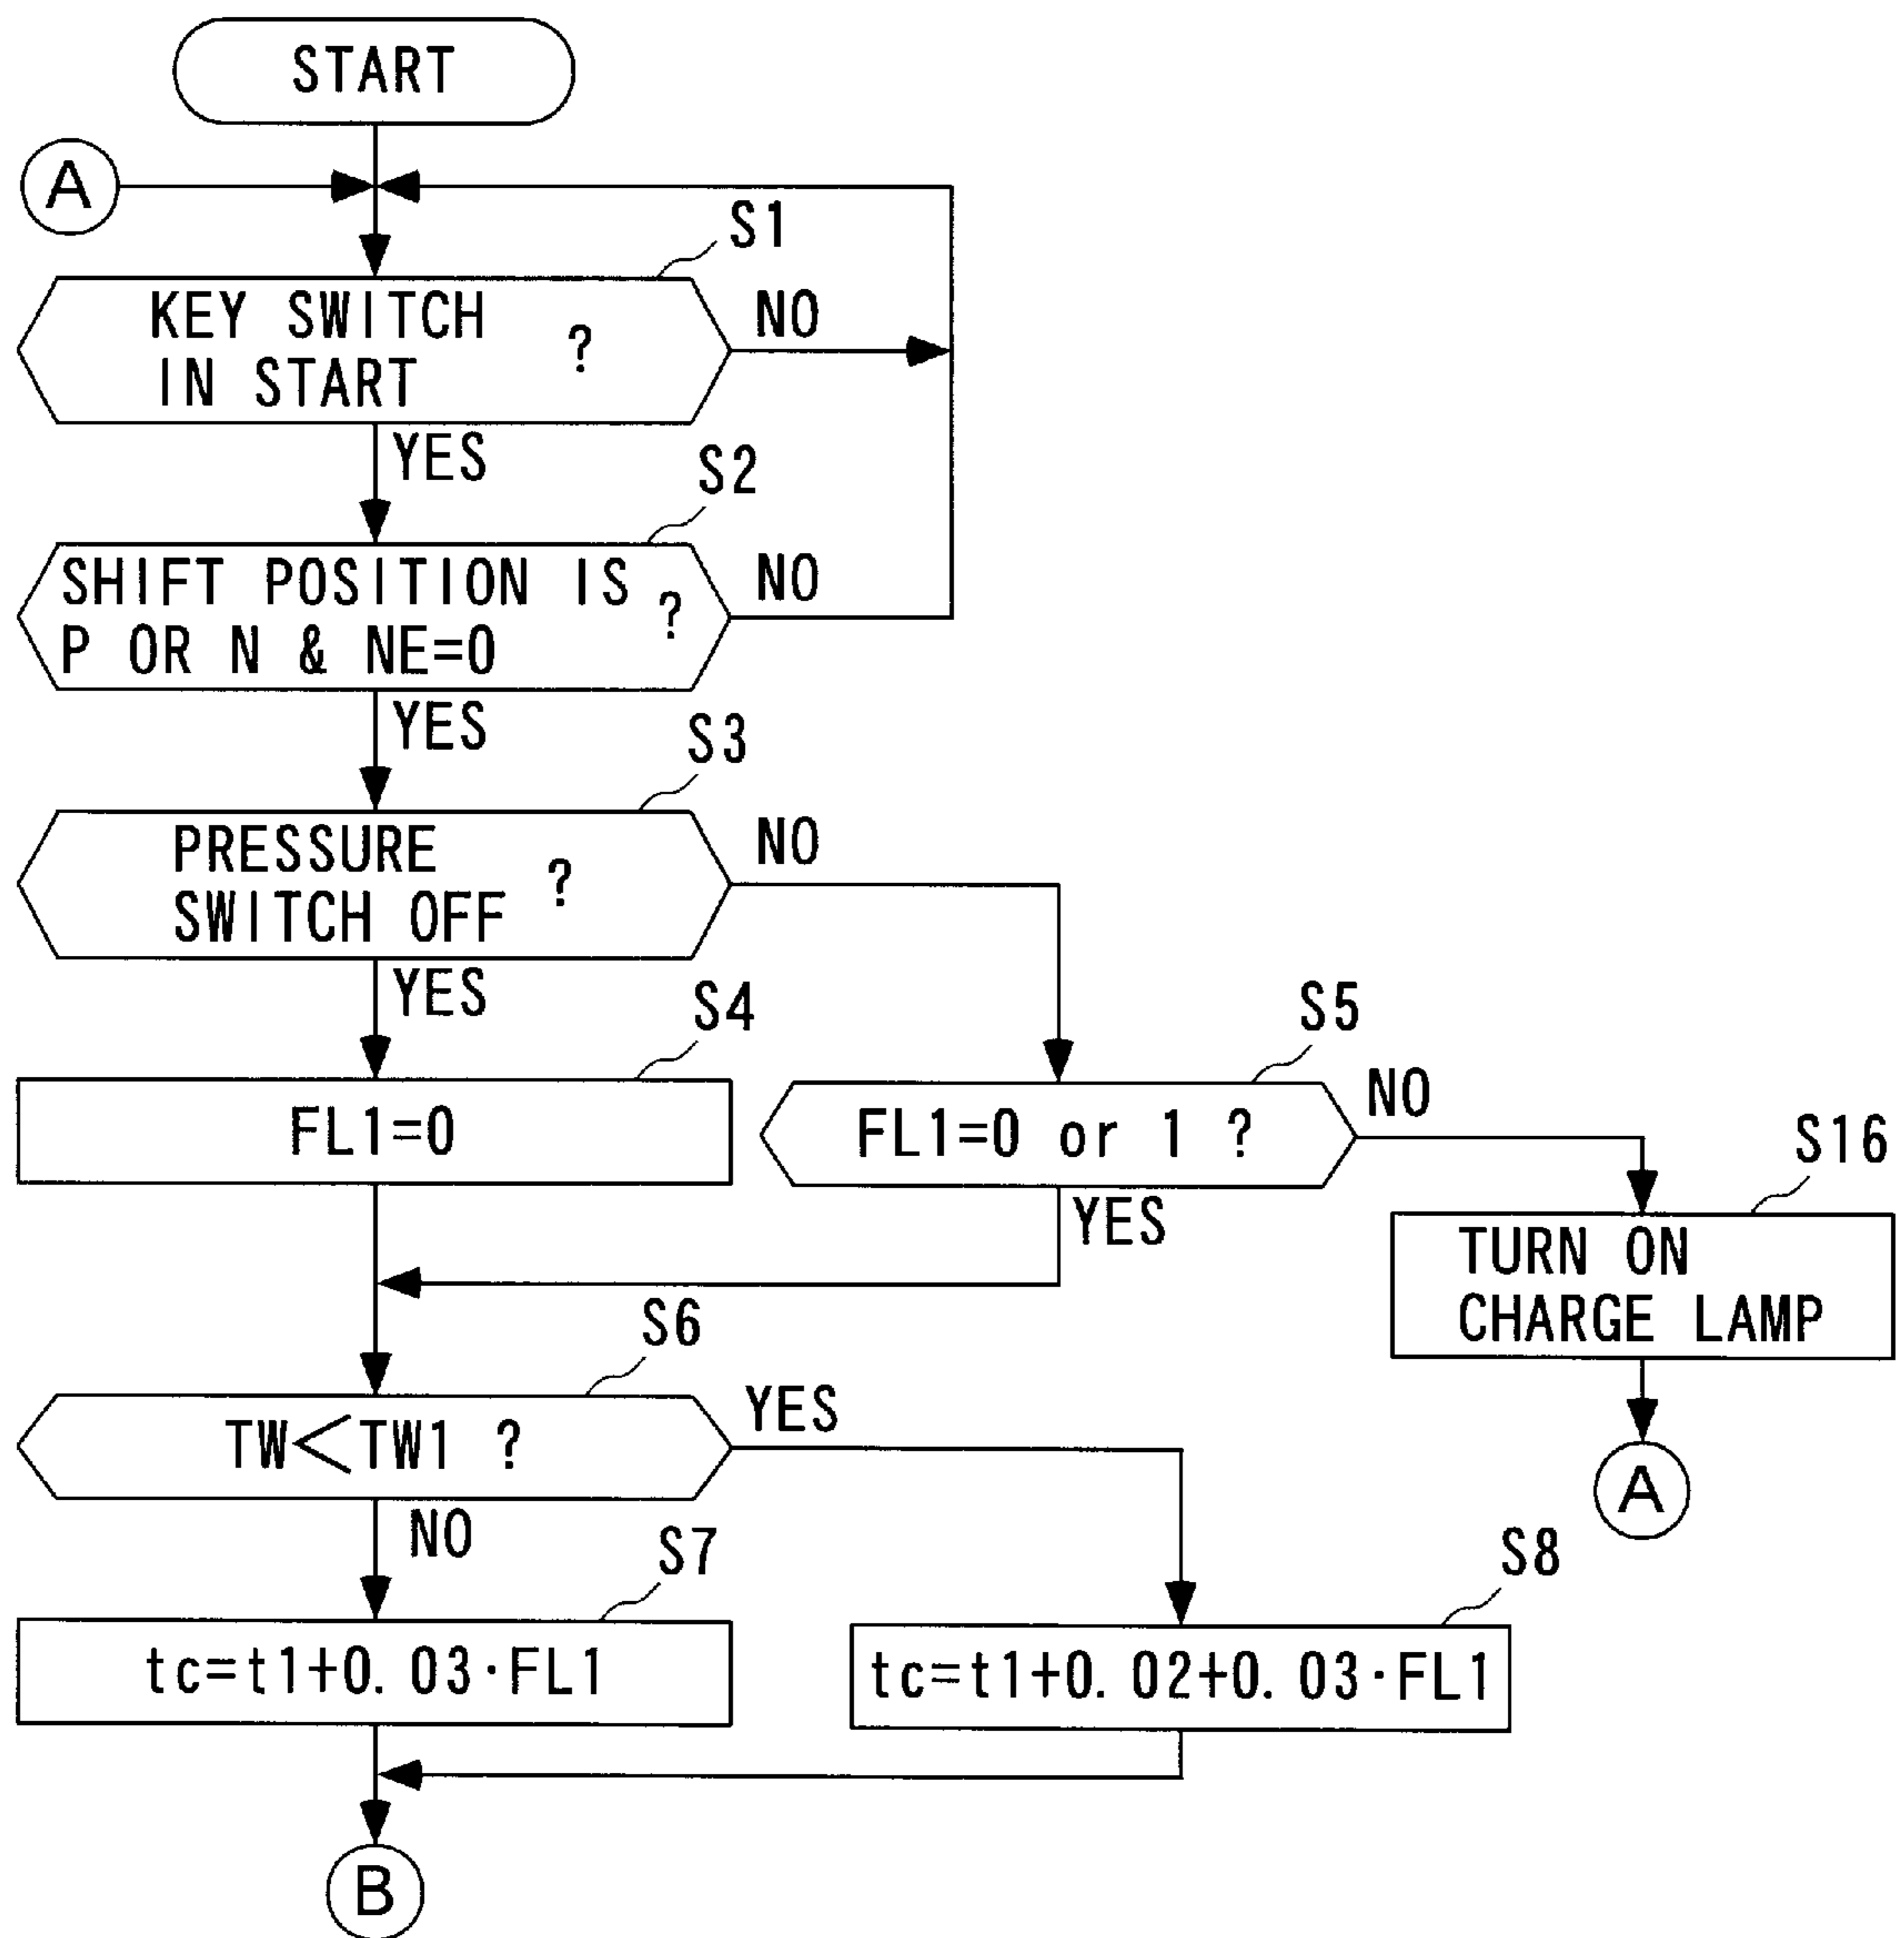 START
A
S1
KEY SWITCH
IN START ?
NO
YES
S2
SHIFT POSITION IS
P OR N & NE=0 ?
NO
YES
S3
PRESSURE
SWITCH OFF ?
NO
YES
S4
FL1=0
S5
FL1=0 or 1 ?
NO
YES
S16
TURN ON
CHARGE LAMP
A
S6
TW<TW1 ?
YES
NO
S7
tc=t1+0.03·FL1
S8
tc=t1+0.02+0.03·FL1
B